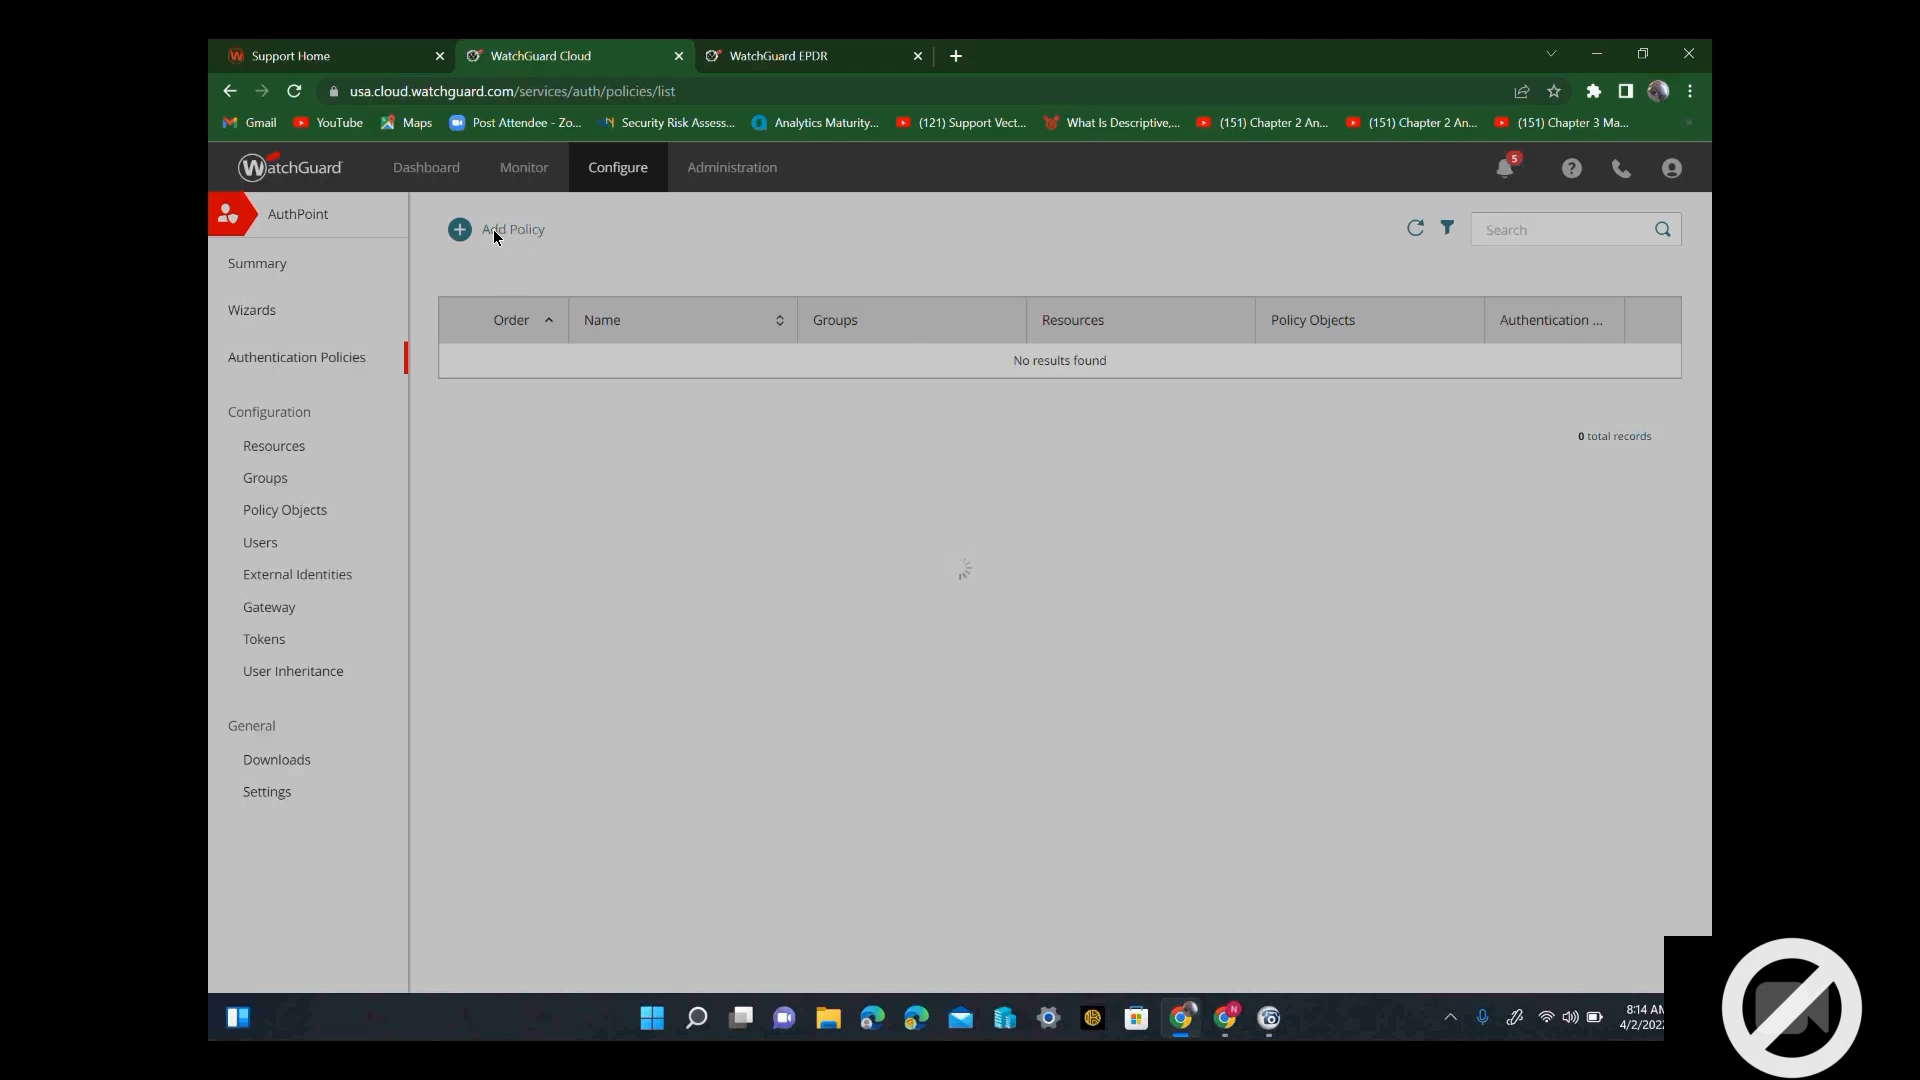 Support Home
WatchGuard Cloud
WatchGuard EPDR
usa.cloud.watchguard.com/services/auth/policies/list
Gmail
YouTube
Maps
Post Attendee - Zo...
Security Risk Assess...
Analytics Maturity...
(121) Support Vect...
What Is Descriptive,...
(151) Chapter 2 An...
(151) Chapter 2 An...
(151) Chapter 3 Ma...
WatchGuard
Dashboard
Monitor
Configure
Administration
5
AuthPoint
Summary
Wizards
Authentication Policies
Configuration
Resources
Groups
Policy Objects
Users
External Identities
Gateway
Tokens
User Inheritance
General
Downloads
Settings
Add Policy
Search
Order
Name
Groups
Resources
Policy Objects
Authentication ...
No results found
0 total records
8:14 AM